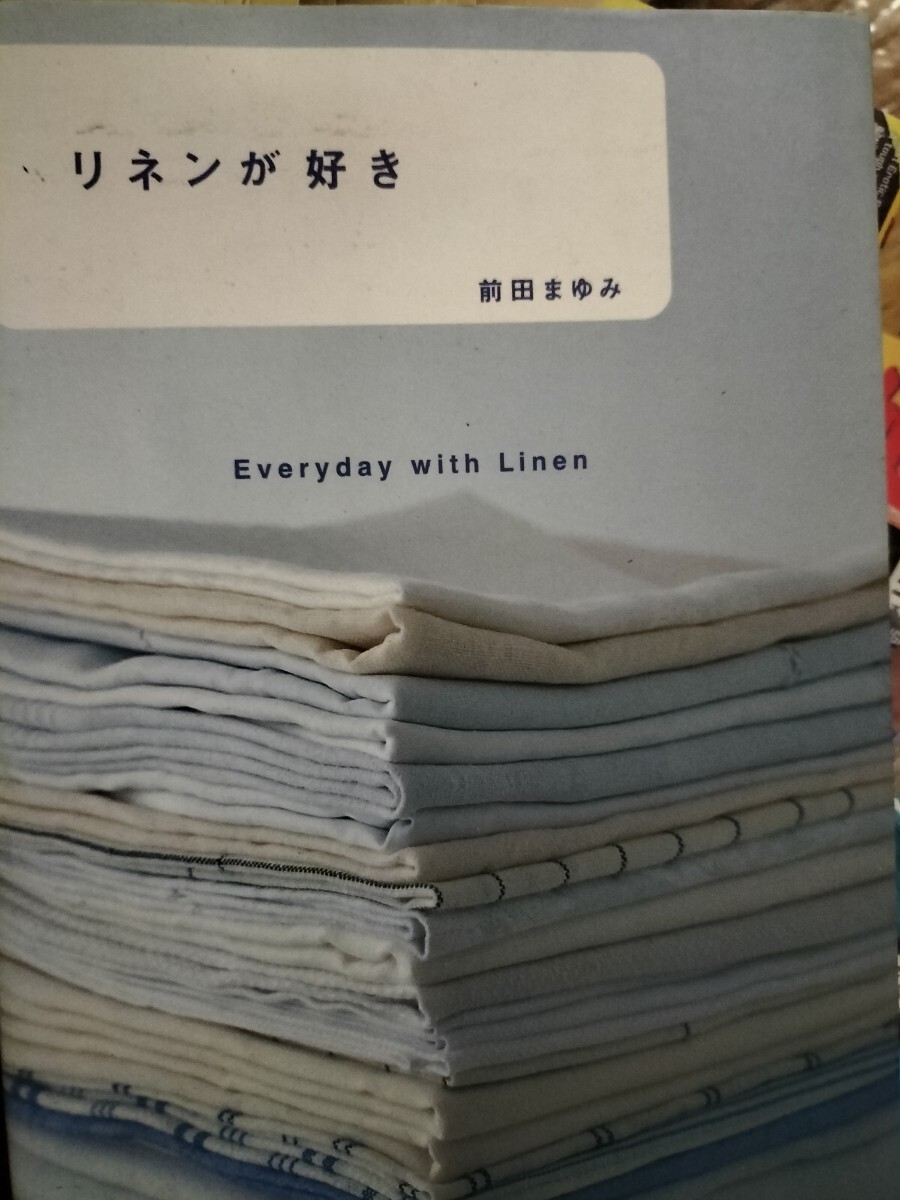 リネンが好き
前田まゆみ
Everyday with Linen